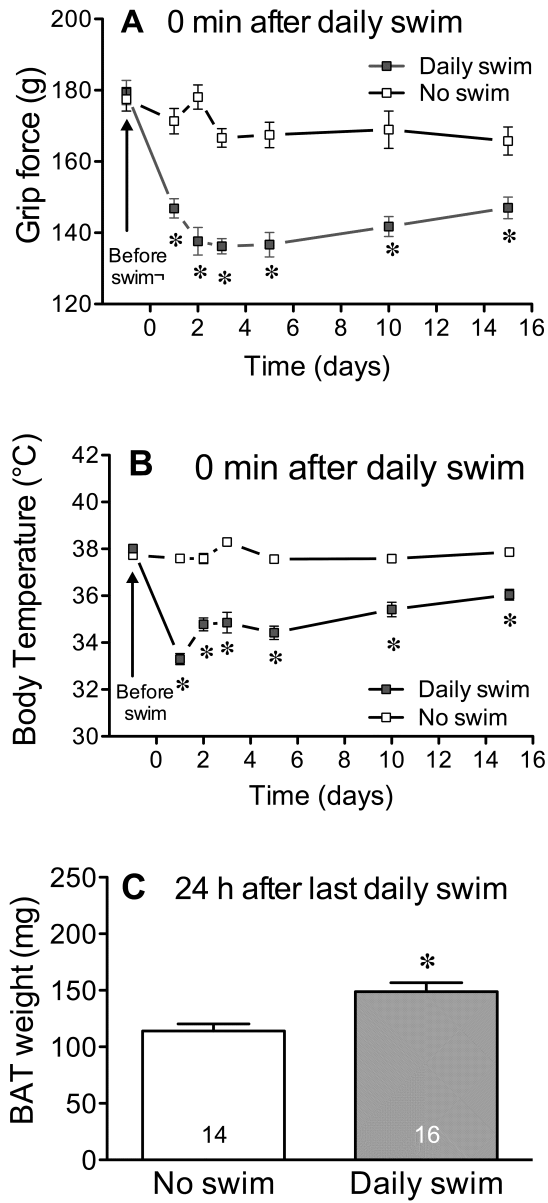 A 0 min after daily swim
Daily swim
No swim
Grip force (g)
200
180
160
140
120
Before
swim¬
*
*
*
*
*
*
0 2 4 6 8 10 12 14 16
Time (days)
B 0 min after daily swim
Body Temperature (°C)
42
40
38
36
34
32
30
Before
swim
*
*
*
*
*
*
Daily swim
No swim
0 2 4 6 8 10 12 14 16
Time (days)
C 24 h after last daily swim
BAT weight (mg)
250
200
150
100
50
0
*
14 16
No swim Daily swim